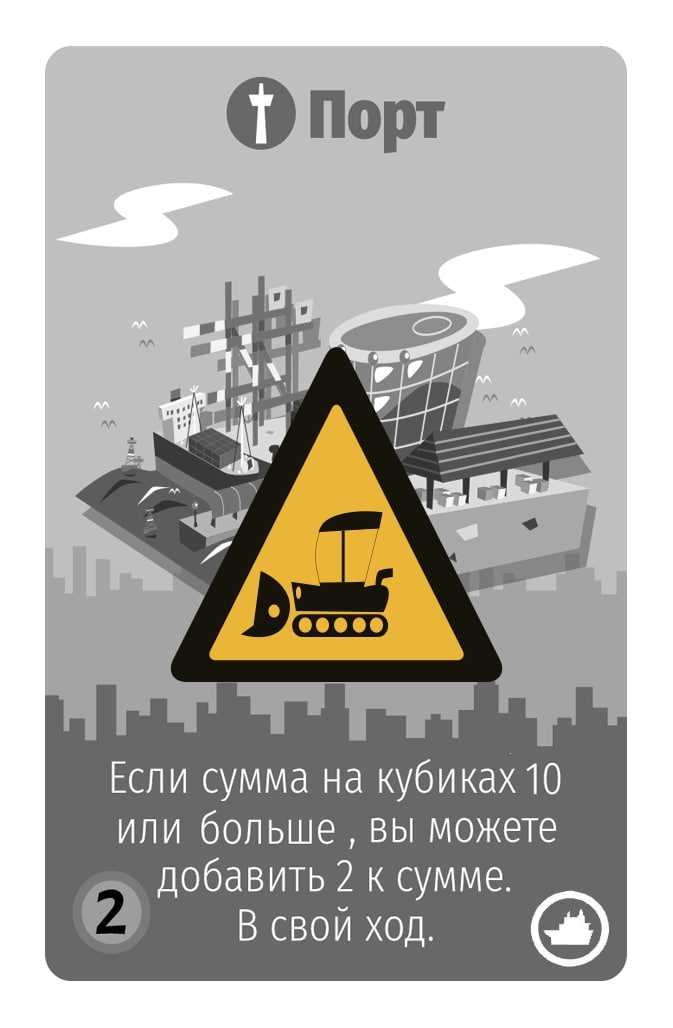 Порт
Если сумма на кубиках 10
или больше , вы можете
добавить 2 к сумме.
В свой ход.
2